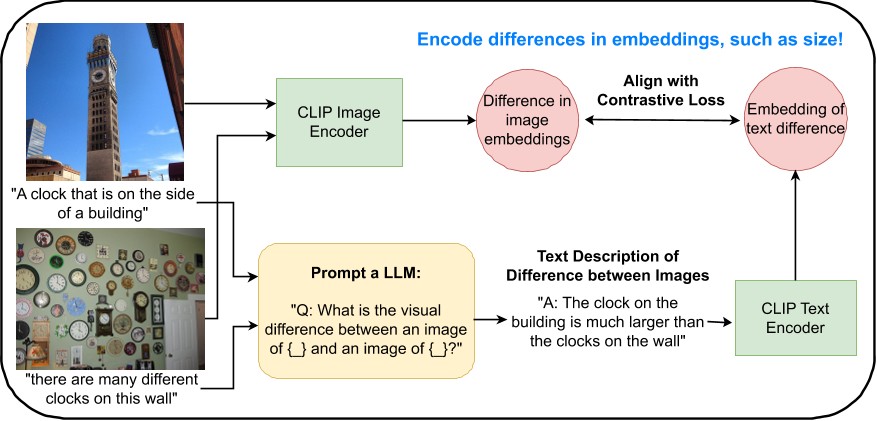 Encode differences in embeddings, such as size!
CLIP Image
Encoder
Difference in
image
embeddings
Align with
Contrastive Loss
Embedding of
text difference
"A clock that is on the side
of a building"
Prompt a LLM:
"Q: What is the visual
difference between an image
of {_} and an image of {_}?"
Text Description of
Difference between Images
"A: The clock on the
building is much larger than
the clocks on the wall"
CLIP Text
Encoder
"there are many different
clocks on this wall"